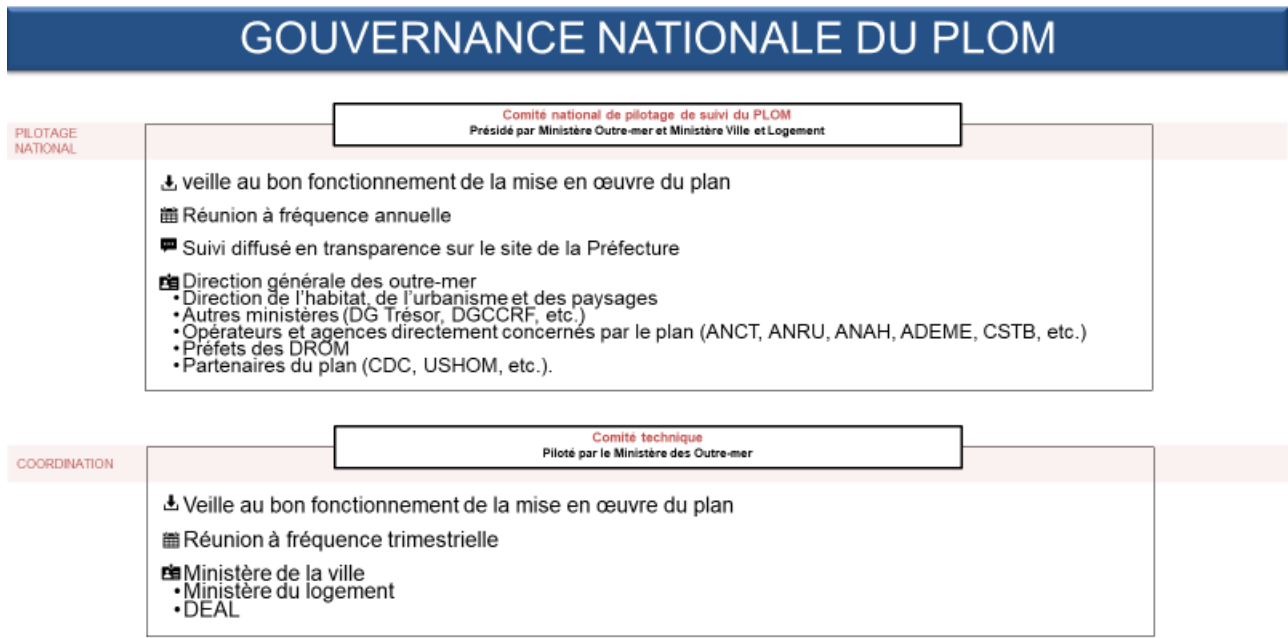 GOUVERNANCE NATIONALE DU PLOM
PILOTAGE
NATIONAL
Comité national de pilotage de suivi du PLOM
Présidé par Ministère Outre-mer et Ministère Ville et Logement
veille au bon fonctionnement de la mise en œuvre du plan
Réunion à fréquence annuelle
Suivi diffusé en transparence sur le site de la Préfecture
Direction générale des outre-mer
•Direction de l'habitat, de l'urbanisme et des paysages
•Autres ministères (DG Trésor, DGCCRF, etc.)
•Opérateurs et agences directement concernés par le plan (ANCT, ANRU, ANAH, ADEME, CSTB, etc.)
•Préfets des DROM
•Partenaires du plan (CDC, USHOM, etc.).
COORDINATION
Comité technique
Piloté par le Ministère des Outre-mer
Veille au bon fonctionnement de la mise en œuvre du plan
Réunion à fréquence trimestrielle
Ministère de la ville
•Ministère du logement
•DEAL